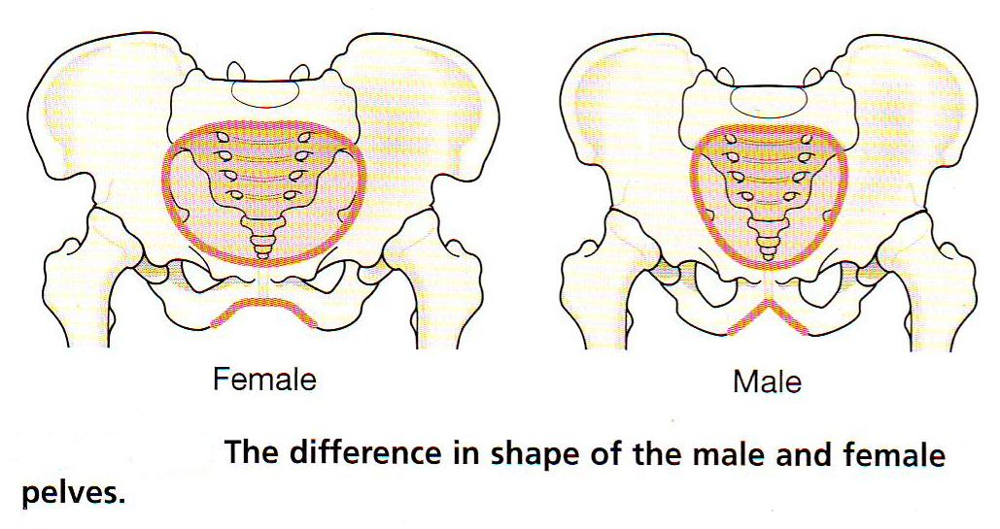 Female
Male
The difference in shape of the male and female
pelves.